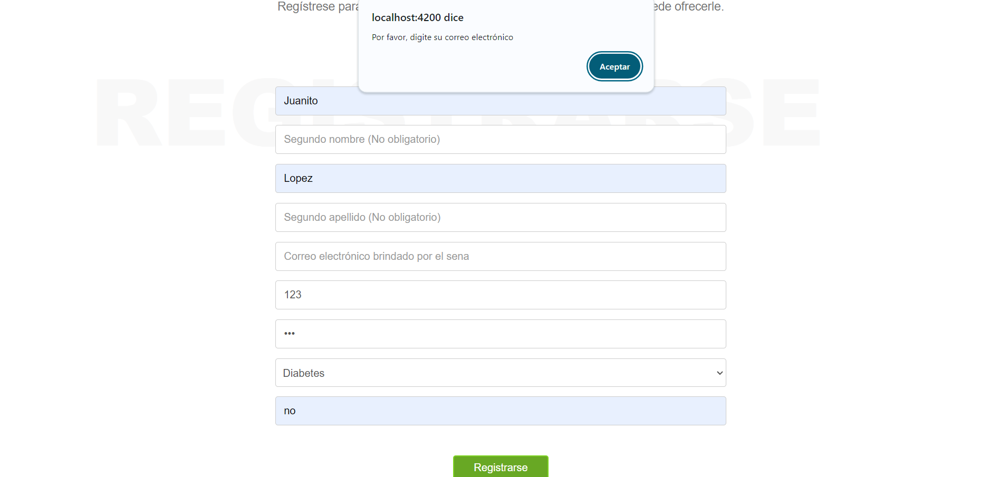 Regístrese para
ede ofrecerle.
localhost:4200 dice
Por favor, digite su correo electrónico
Aceptar
REGISTRARSE
Juanito
Segundo nombre (No obligatorio)
Lopez
Segundo apellido (No obligatorio)
Correo electrónico brindado por el sena
123
•••
Diabetes
no
Registrarse